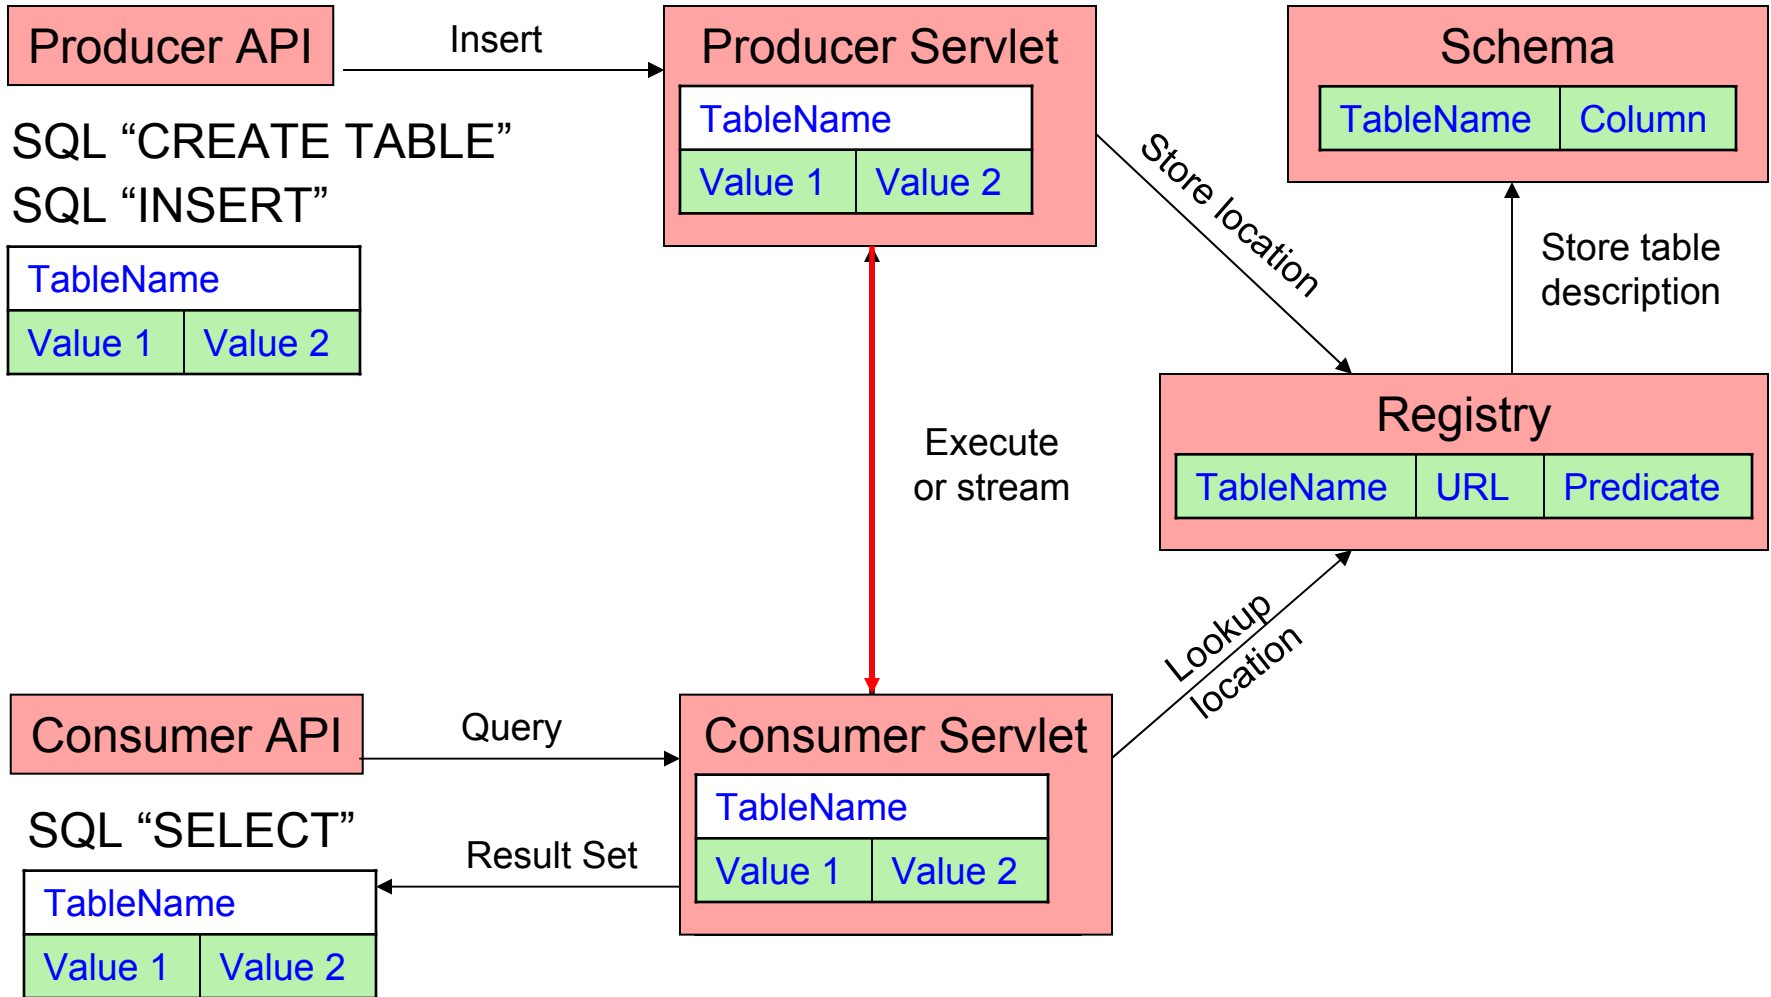 Producer API
Insert
Producer Servlet
TableName
Value 1 Value 2
Schema
TableName Column
SQL “CREATE TABLE”
SQL “INSERT”
TableName
Value 1 Value 2
Store location
Store table
description
Registry
TableName URL Predicate
Execute
or stream
Lookup
location
Consumer API
Query
Consumer Servlet
TableName
Value 1 Value 2
SQL “SELECT”
Result Set
TableName
Value 1 Value 2